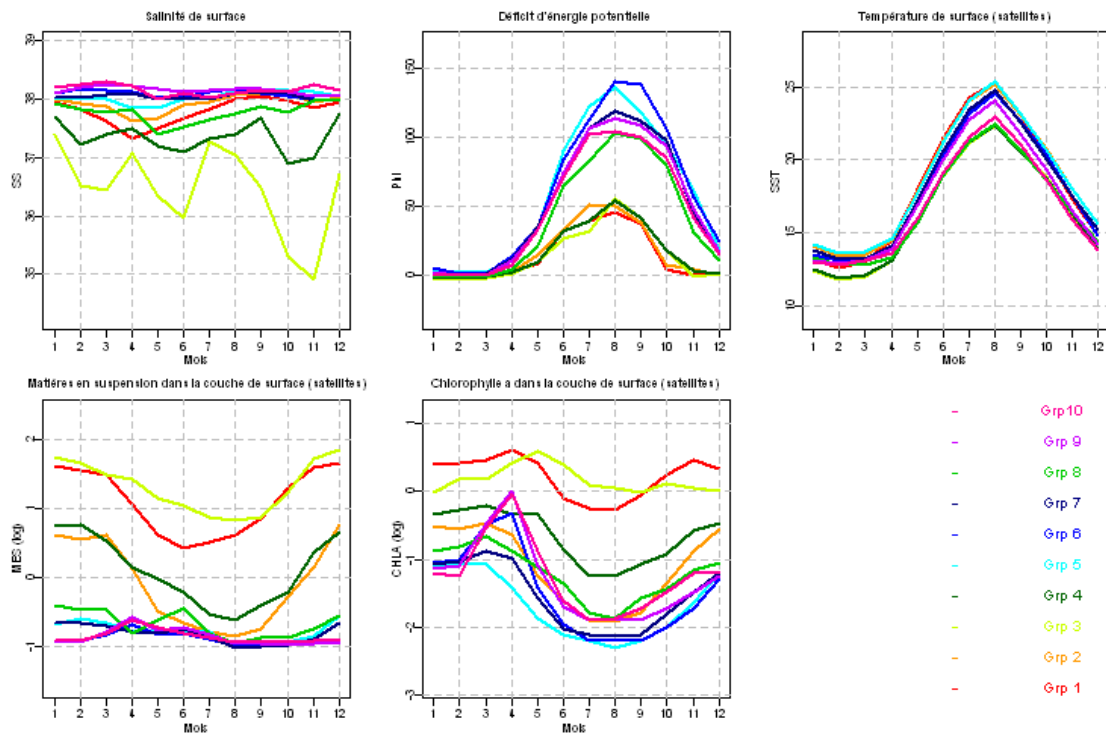 Salinité de surface
39
38
37
36
35
SS
1 2 3 4 5 6 7 8 9 10 11 12
Mois
Déficit d'énergie potentielle
150
100
50
0
PHI
1 2 3 4 5 6 7 8 9 10 11 12
Mois
Température de surface (satellites)
25
20
15
10
SST
1 2 3 4 5 6 7 8 9 10 11 12
Mois
Matières en suspension dans la couche de surface (satellites)
2
1
0
-1
MES (log)
1 2 3 4 5 6 7 8 9 10 11 12
Mois
Chlorophylle a dans la couche de surface (satellites)
1
0
-1
-2
-3
CHLA (log)
1 2 3 4 5 6 7 8 9 10 11 12
Mois
Grp10
Grp 9
Grp 8
Grp 7
Grp 6
Grp 5
Grp 4
Grp 3
Grp 2
Grp 1